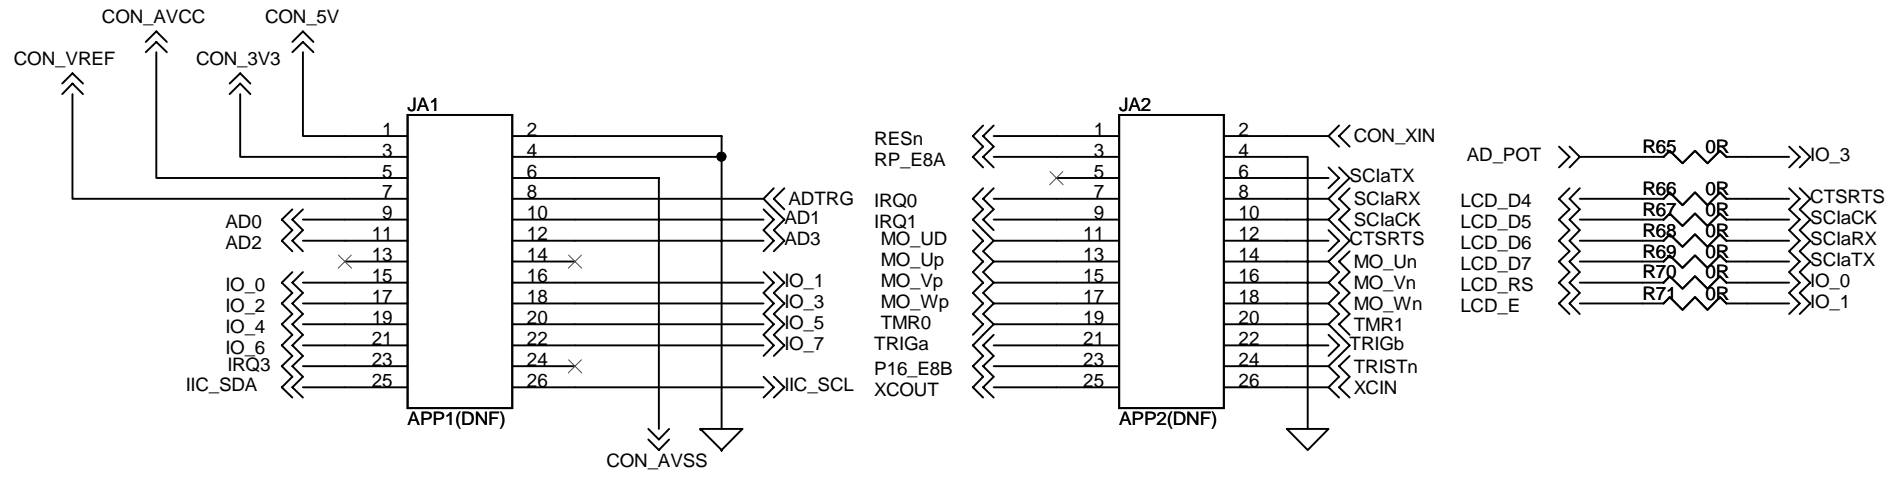 CON_AVCC CON_5V
CON_VREF CON_3V3
JA1
1 2
3 4
5 6
7 8 ADTRG
AD0 9 10 AD1
AD2 11 12 AD3
13 14
IO_0 15 16 IO_1
IO_2 17 18 IO_3
IO_4 19 20 IO_5
IO_6 21 22 IO_7
IRQ3 23 24
IIC_SDA 25 26 IIC_SCL
APP1(DNF)
CON_AVSS
JA2
RESn 1 2 CON_XIN
RP_E8A 3 4
5 6 SCIaTX
IRQ0 7 8 SCIaRX
IRQ1 9 10 SCIaCK
MO_UD 11 12 CTSRTS
MO_Up 13 14 MO_Un
MO_Vp 15 16 MO_Vn
MO_Wp 17 18 MO_Wn
TMR0 19 20 TMR1
TRIGa 21 22 TRIGb
P16_E8B 23 24 TRISTn
XCOUT 25 26 XCIN
APP2(DNF)
AD_POT R65 0R IO_3
LCD_D4 R66 0R CTSRTS
LCD_D5 R67 0R SCIaCK
LCD_D6 R68 0R SCIaRX
LCD_D7 R69 0R SCIaTX
LCD_RS R70 0R IO_0
LCD_E R71 0R IO_1